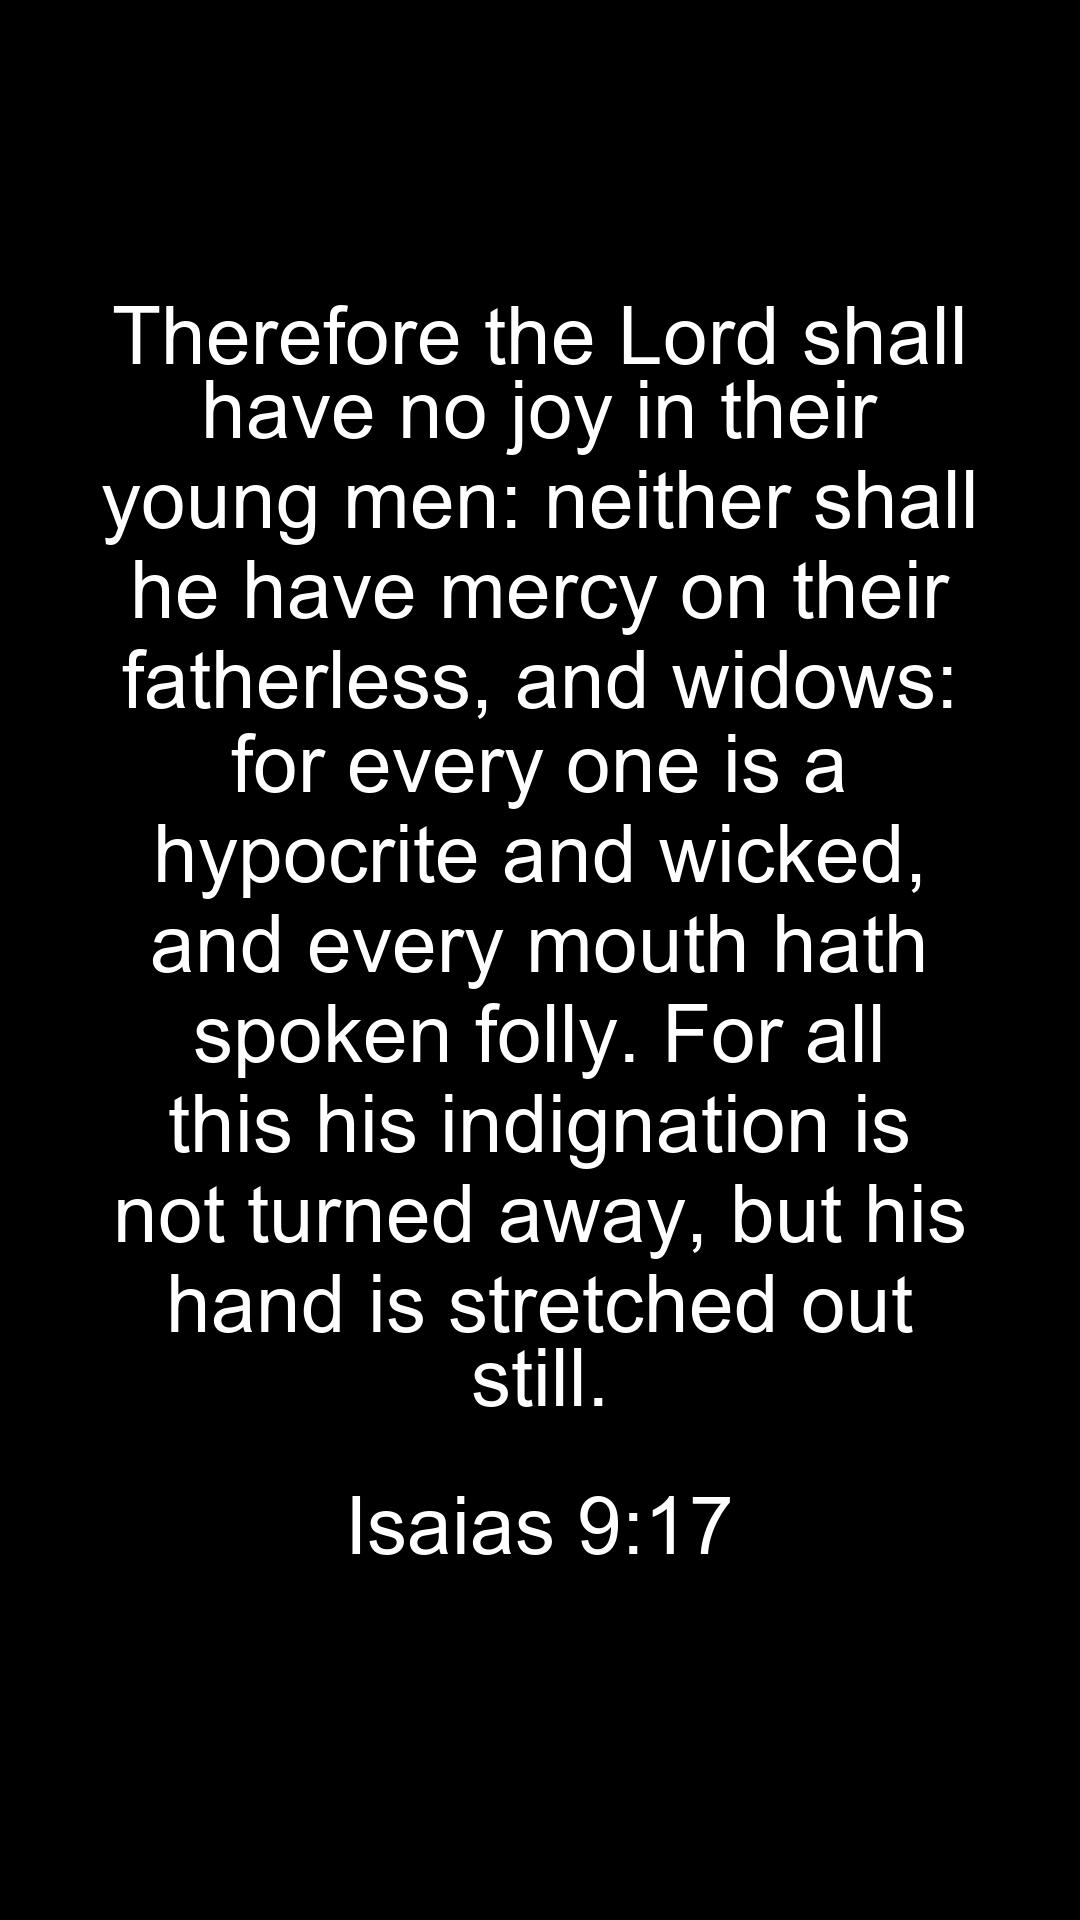 Therefore the Lord shall
have no joy in their
young men: neither shall
he have mercy on their
fatherless, and widows:
for every one is a
hypocrite and wicked,
and every mouth hath
spoken folly. For all
this his indignation is
not turned away, but his
hand is stretched out
still.
Isaias 9:17